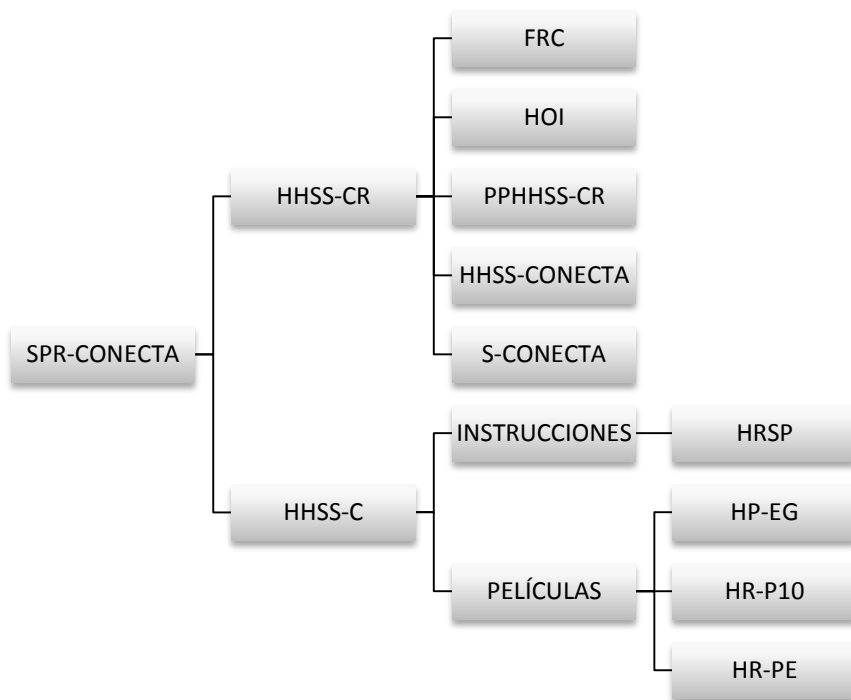 FRC
HOI
HHSS-CR
PPHHSS-CR
HHSS-CONECTA
SPR-CONECTA
S-CONECTA
INSTRUCCIONES
HRSP
HHSS-C
HP-EG
PELÍCULAS
HR-P10
HR-PE